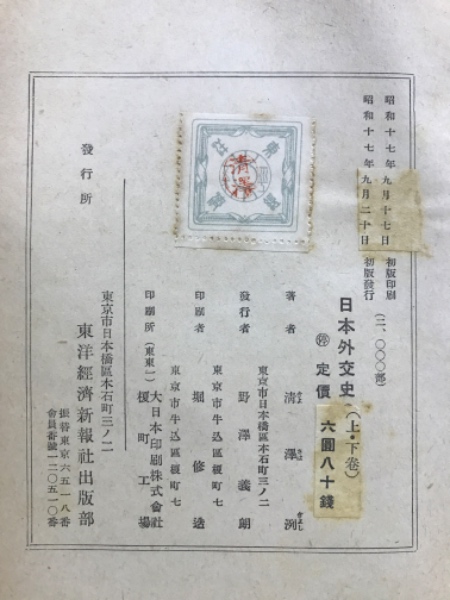 昭和十七年九月十七日 初版印刷
昭和十七年九月二十日 初版發行
(二、〇〇〇部)
日本外交史(上・下卷)
停 定價 六圓八十錢
著者 清澤洌
東京市日本橋區本石町三ノ二
發行者 野澤義朗
東京市牛込區榎町七
印刷者 堀修造
東京市牛込區榎町七
大日本印刷株式會社
印刷所(東東一) 榎町工場
發行所
東京市日本橋區本石町三ノ二
東洋經濟新報社出版部
振替東京六五一八番
會員番號一二〇五一〇番
清澤